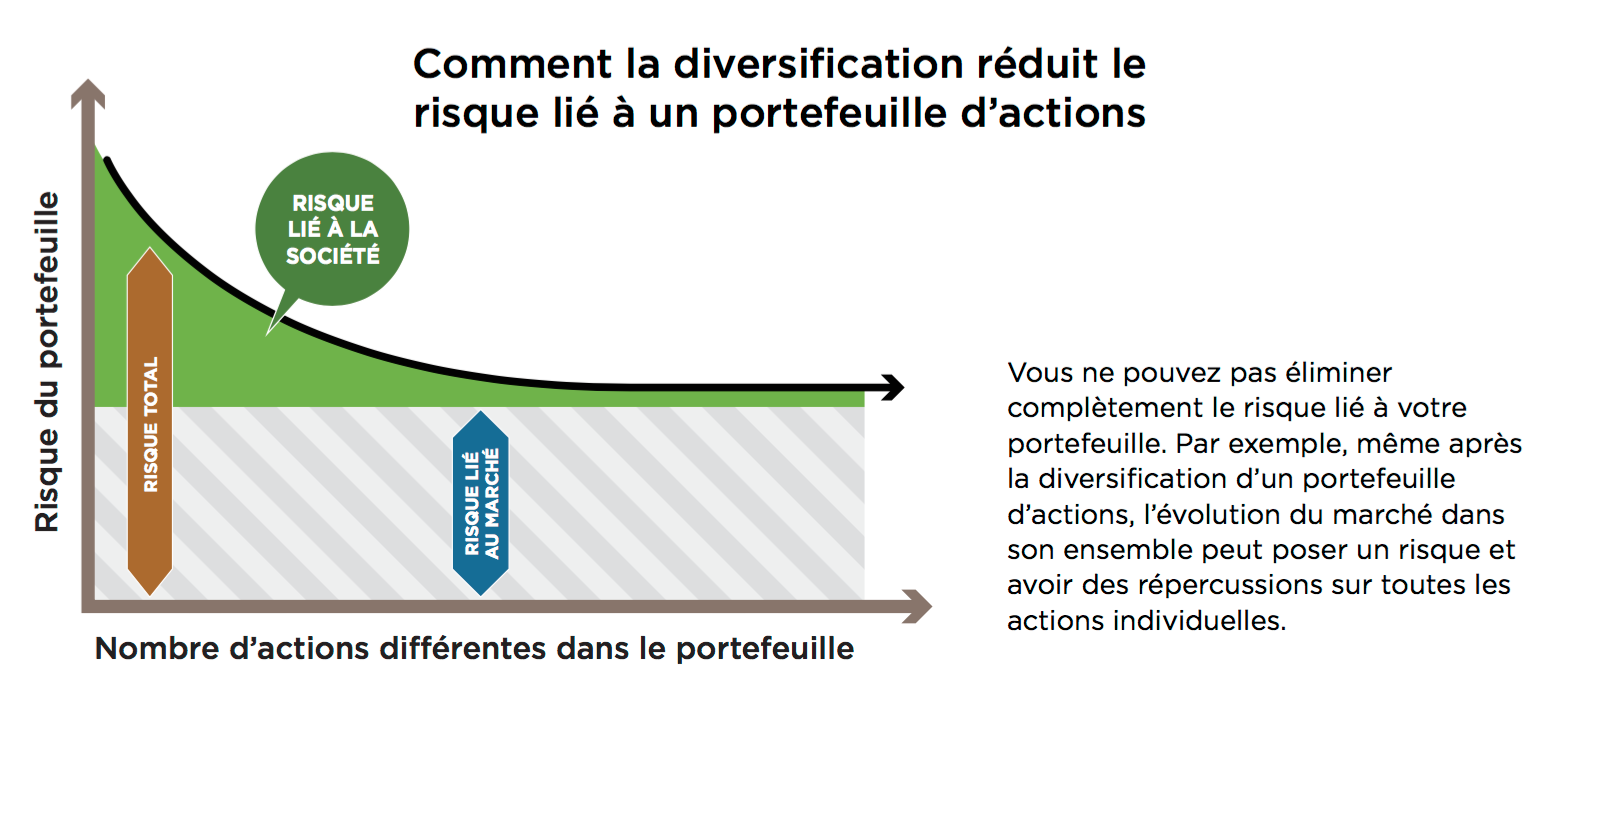 Comment la diversification réduit le
risque lié à un portefeuille d’actions
Risque du portefeuille
RISQUE
LIÉ À LA
SOCIÉTÉ
RISQUE TOTAL
RISQUE LIÉ
AU MARCHÉ
Nombre d’actions différentes dans le portefeuille
Vous ne pouvez pas éliminer
complètement le risque lié à votre
portefeuille. Par exemple, même après
la diversification d’un portefeuille
d’actions, l’évolution du marché dans
son ensemble peut poser un risque et
avoir des répercussions sur toutes les
actions individuelles.